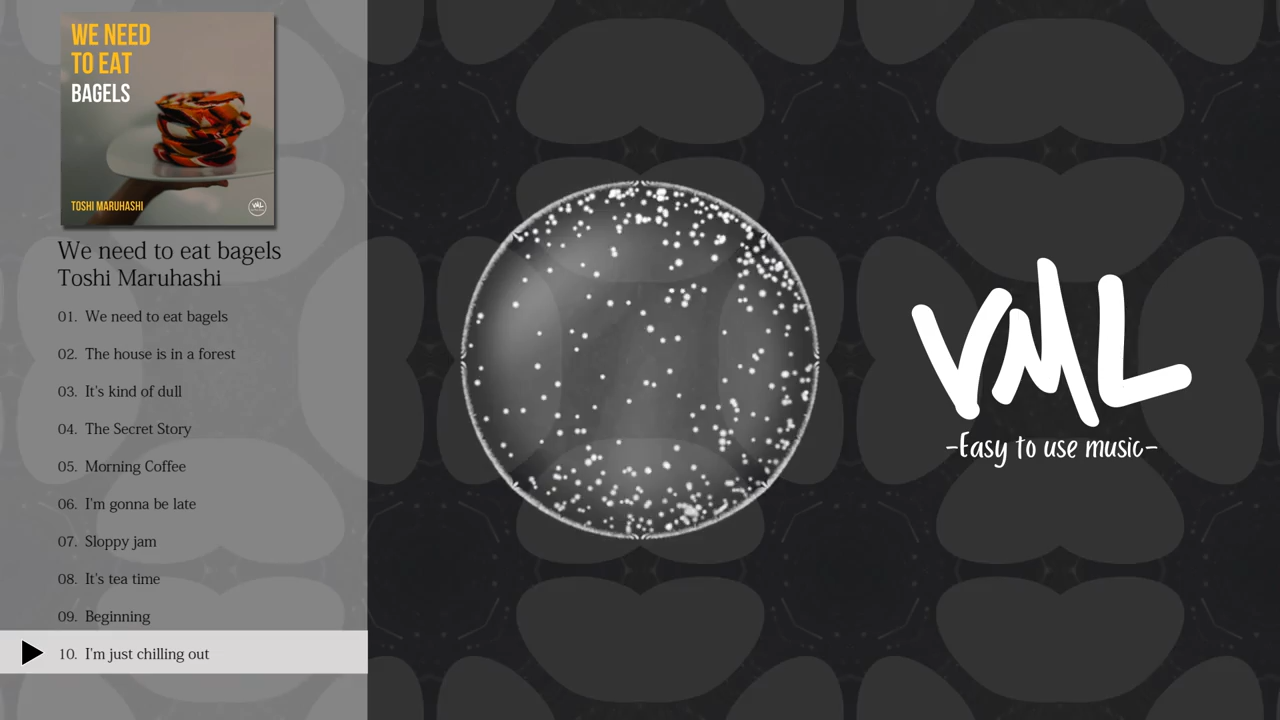 WE NEED
TO EAT
BAGELS
TOSHI MARUHASHI
VML
We need to eat bagels
Toshi Maruhashi
01. We need to eat bagels
02. The house is in a forest
03. It's kind of dull
04. The Secret Story
05. Morning Coffee
06. I'm gonna be late
07. Sloppy jam
08. It's tea time
09. Beginning
10. I'm just chilling out
VML
-Easy to use music-